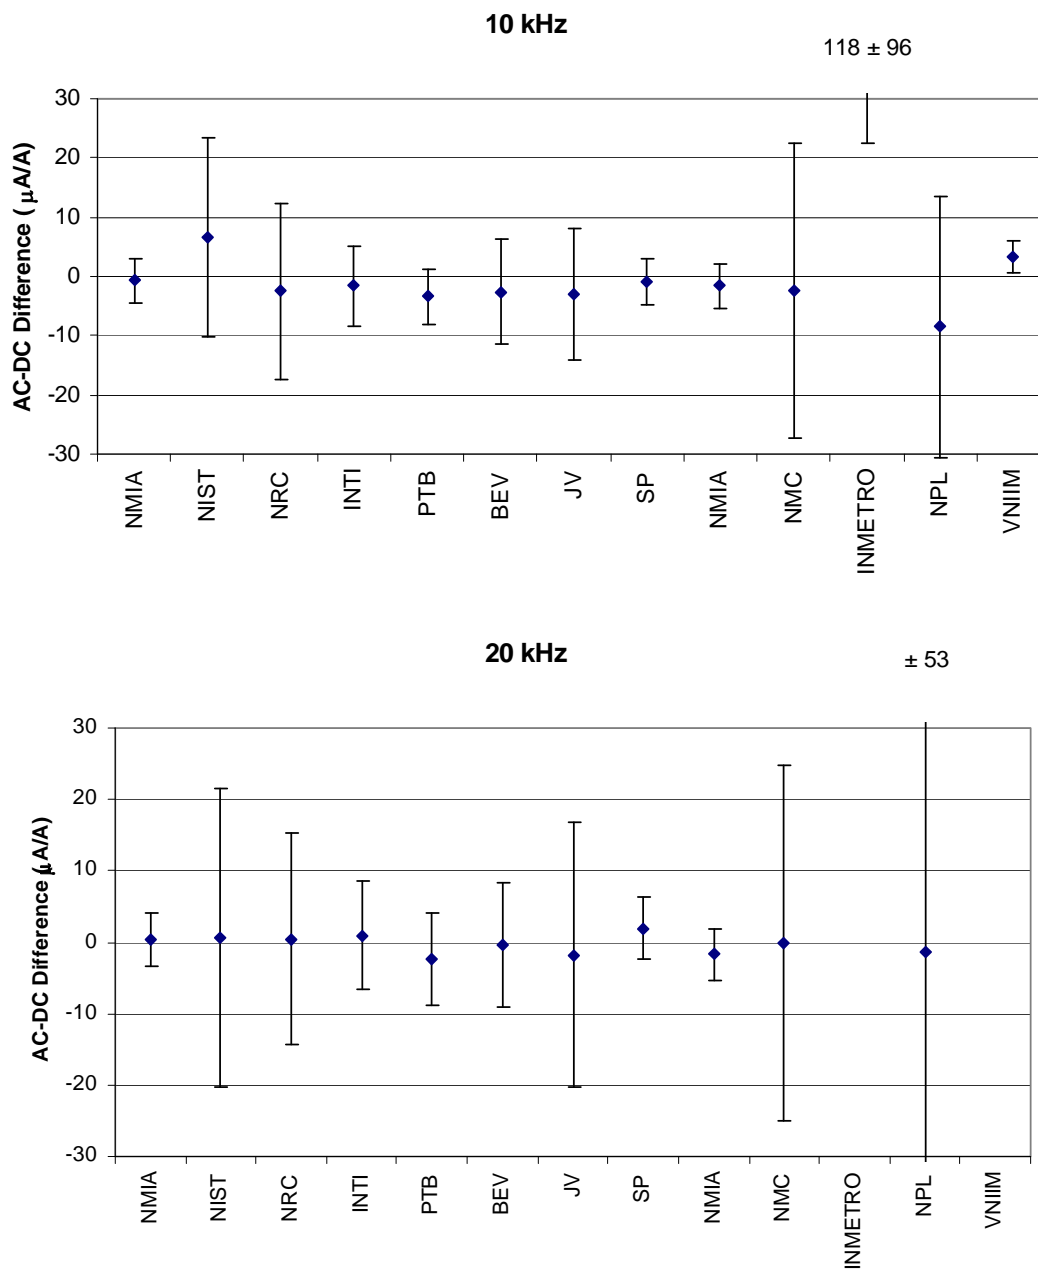 10 kHz
118 ± 96
AC-DC Difference ( μA/A)
30
20
10
0
-10
-20
-30
NMIA
NIST
NRC
INTI
PTB
BEV
JV
SP
NMIA
NMC
INMETRO
NPL
VNIIM
20 kHz
± 53
AC-DC Difference (μA/A)
30
20
10
0
-10
-20
-30
NMIA
NIST
NRC
INTI
PTB
BEV
JV
SP
NMIA
NMC
INMETRO
NPL
VNIIM